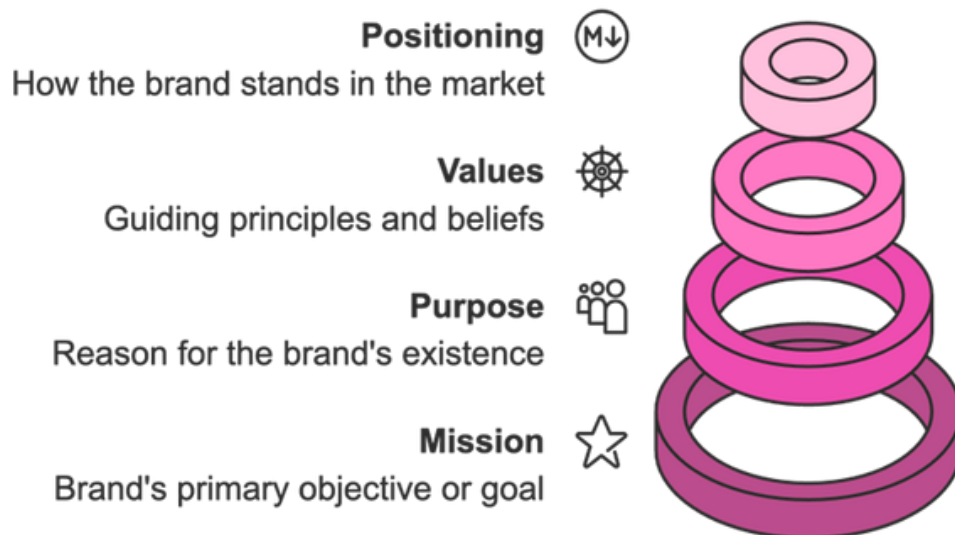 Positioning
M↓
How the brand stands in the market
Values
Guiding principles and beliefs
Purpose
Reason for the brand's existence
Mission
Brand's primary objective or goal